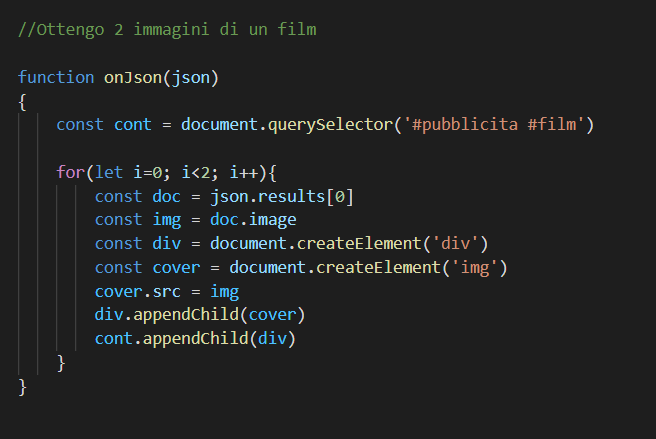 //Ottengo 2 immagini di un film
function onJson(json)
{
const cont = document.querySelector('#pubblicita #film')
for(let i=0; i<2; i++){
const doc = json.results[0]
const img = doc.image
const div = document.createElement('div')
const cover = document.createElement('img')
cover.src = img
div.appendChild(cover)
cont.appendChild(div)
}
}